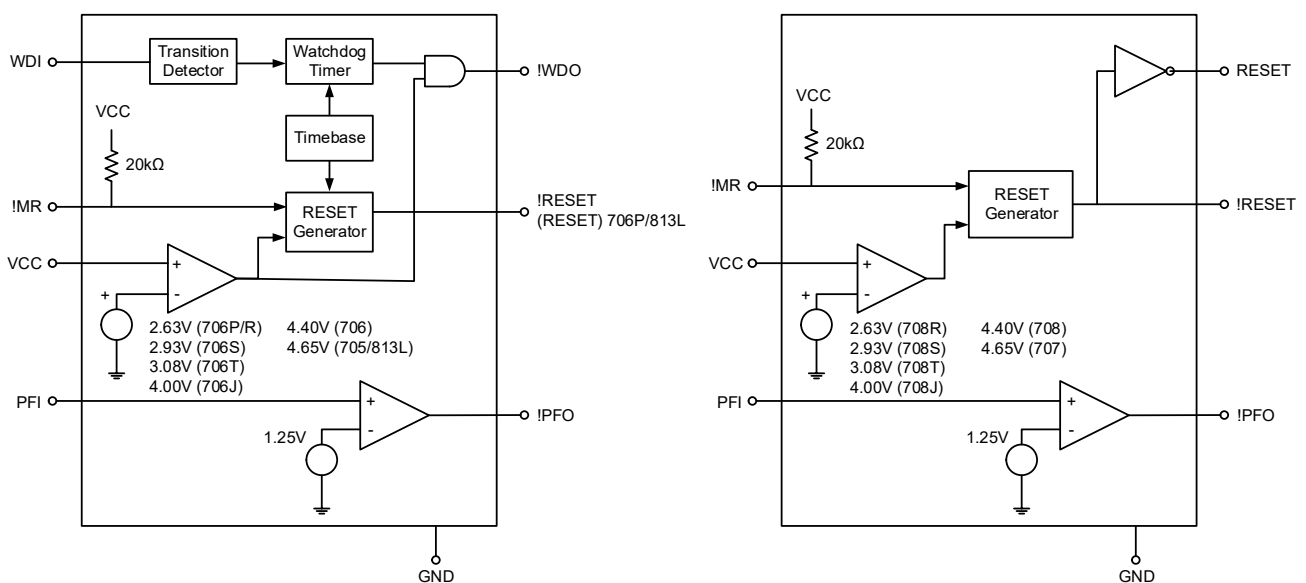 WDI
Transition
Detector
Watchdog
Timer
!WDO
VCC
20kΩ
Timebase
!MR
RESET
Generator
!RESET
(RESET) 706P/813L
VCC
+
-
+
2.63V (706P/R)
2.93V (706S)
3.08V (706T)
4.00V (706J)
4.40V (706)
4.65V (705/813L)
PFI
+
-
1.25V
!PFO
GND
RESET
VCC
20kΩ
!MR
RESET
Generator
!RESET
VCC
+
-
+
2.63V (708R)
2.93V (708S)
3.08V (708T)
4.00V (708J)
4.40V (708)
4.65V (707)
PFI
+
-
1.25V
!PFO
GND